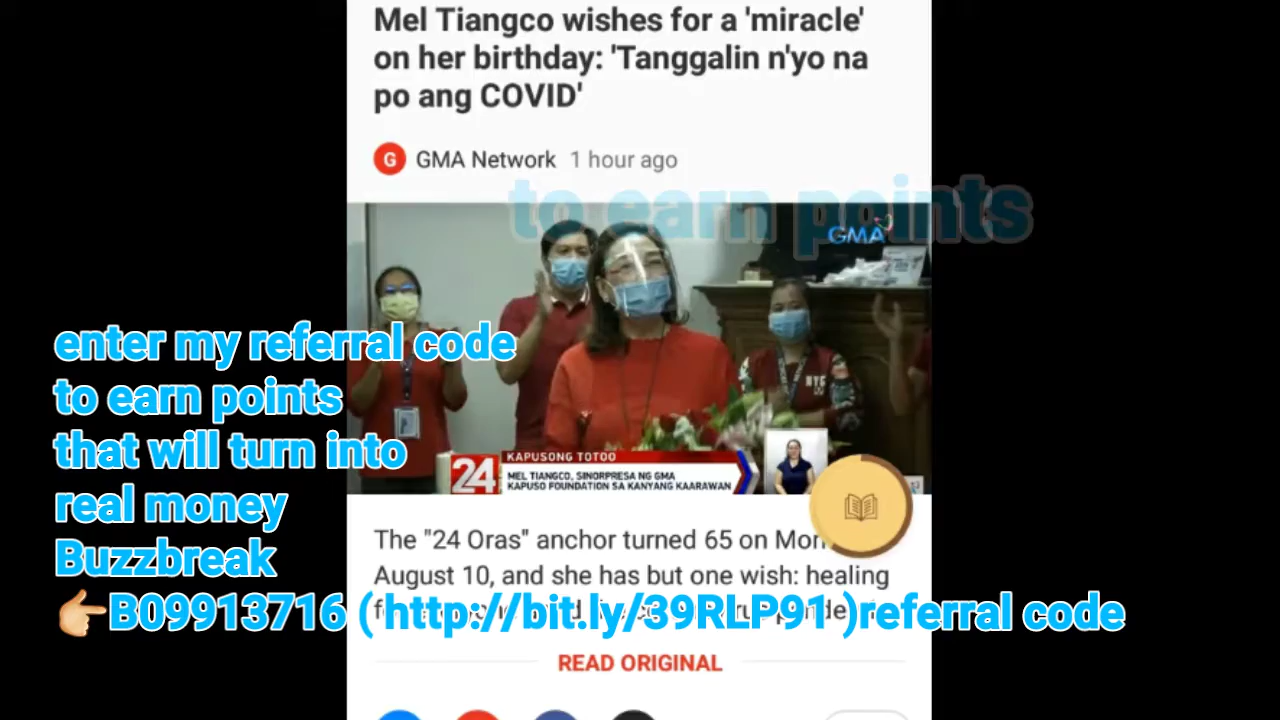 Mel Tiangco wishes for a 'miracle'
on her birthday: 'Tanggalin n'yo na
po ang COVID'
G GMA Network 1 hour ago
to earn points
GMA
NYC
enter my referral code
to earn points
that will turn into
real money
Buzzbreak
👉B09913716 ( http://bit.ly/39RLP91 )referral code
KAPUSONG TOTOO
24 MEL TIANGCO, SINORPRESA NG GMA
KAPUSO FOUNDATION SA KANYANG KAARAWAN
The "24 Oras" anchor turned 65 on
August 10, and she has but one wish: healing
READ ORIGINAL